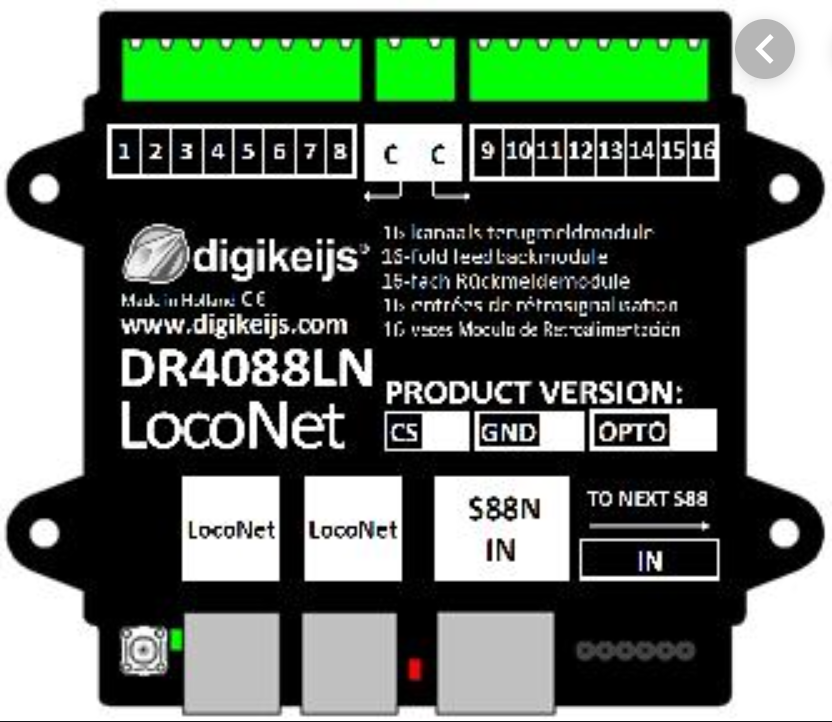 1 2 3 4 5 6 7 8
C C
9 10 11 12 13 14 15 16
digikeijs®
Made in Holland CE
www.digikeijs.com
DR4088LN
LocoNet
16 kanaals terugmeldmodule
16-fold feedbackmodule
16-fach Rückmeldemodule
16 entrées de rétrosignalisation
16 veces Modulo de Retroalimentación
PRODUCT VERSION:
CS GND OPTO
LocoNet
LocoNet
S88N
IN
TO NEXT S88
IN